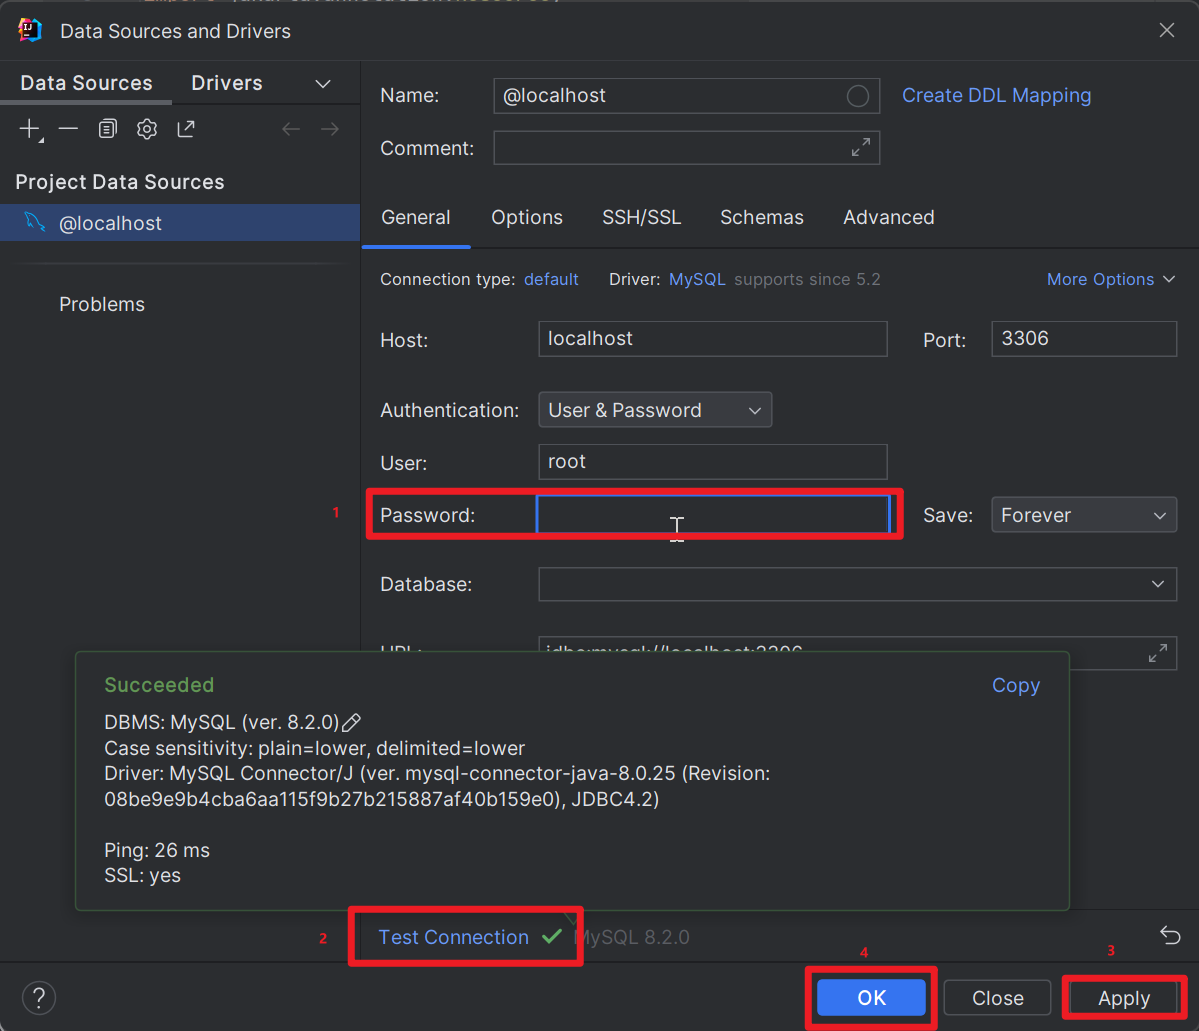 Data Sources and Drivers
Data Sources Drivers
Project Data Sources
@localhost
Problems
Name: @localhost Create DDL Mapping
Comment:
General Options SSH/SSL Schemas Advanced
Connection type: default Driver: MySQL supports since 5.2 More Options
Host: localhost Port: 3306
Authentication: User & Password
User: root
1 Password: Save: Forever
Database:
URL: jdbc:mysql://localhost:3306
Succeeded Copy
DBMS: MySQL (ver. 8.2.0)
Case sensitivity: plain=lower, delimited=lower
Driver: MySQL Connector/J (ver. mysql-connector-java-8.0.25 (Revision:
08be9e9b4cba6aa115f9b27b215887af40b159e0), JDBC4.2)
Ping: 26 ms
SSL: yes
2 Test Connection MySQL 8.2.0
4 3
? OK Close Apply